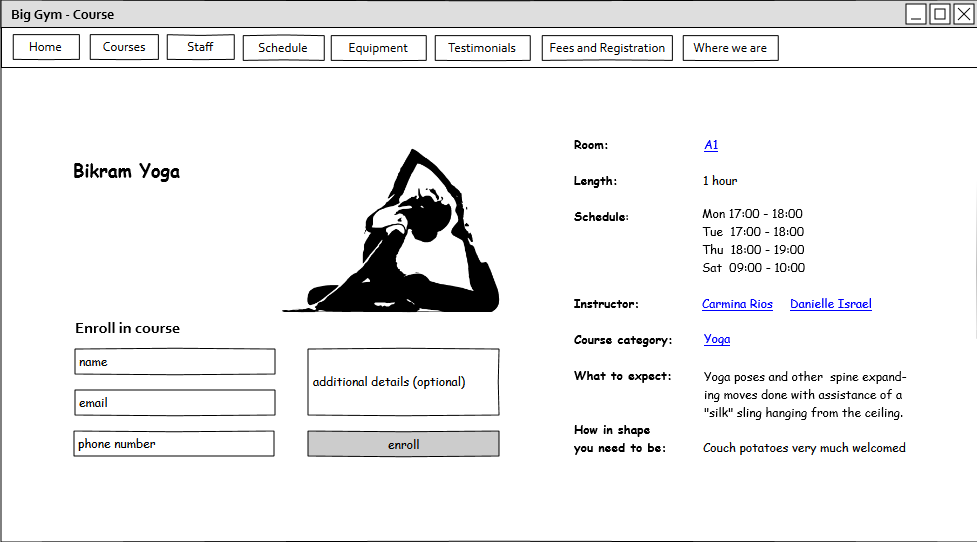 Big Gym - Course
Home Courses Staff Schedule Equipment Testimonials Fees and Registration Where we are
Bikram Yoga
Enroll in course
name
email
phone number
additional details (optional)
enroll
Room: A1
Length: 1 hour
Schedule: Mon 17:00 - 18:00
Tue 17:00 - 18:00
Thu 18:00 - 19:00
Sat 09:00 - 10:00
Instructor: Carmina Rios Danielle Israel
Course category: Yoga
What to expect: Yoga poses and other spine expand-
ing moves done with assistance of a
"silk" sling hanging from the ceiling.
How in shape
you need to be: Couch potatoes very much welcomed